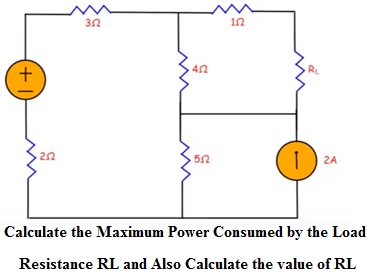 3Ω 1Ω
4Ω RL
+
2Ω 5Ω 2A
Calculate the Maximum Power Consumed by the Load
Resistance RL and Also Calculate the value of RL